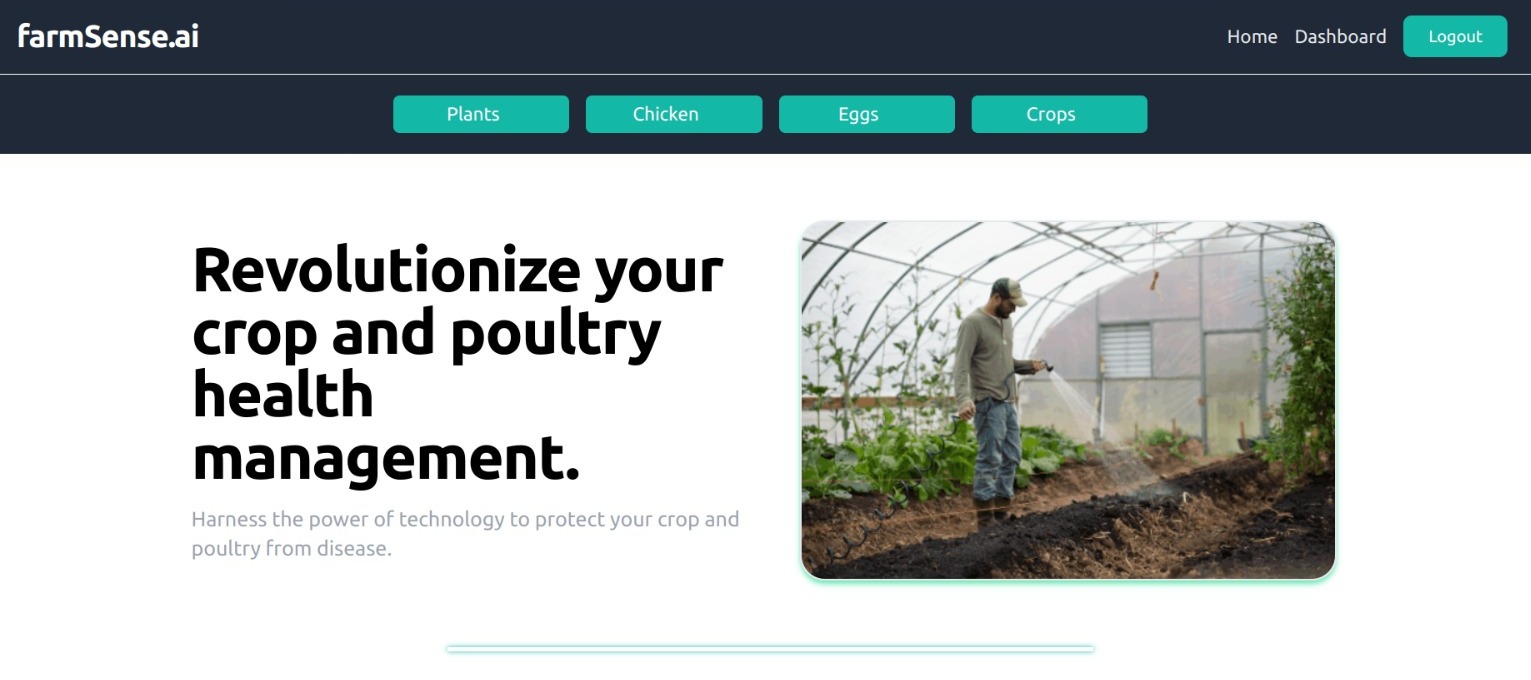 farmSense.ai
Home Dashboard Logout
Plants Chicken Eggs Crops
Revolutionize your
crop and poultry
health
management.
Harness the power of technology to protect your crop and
poultry from disease.